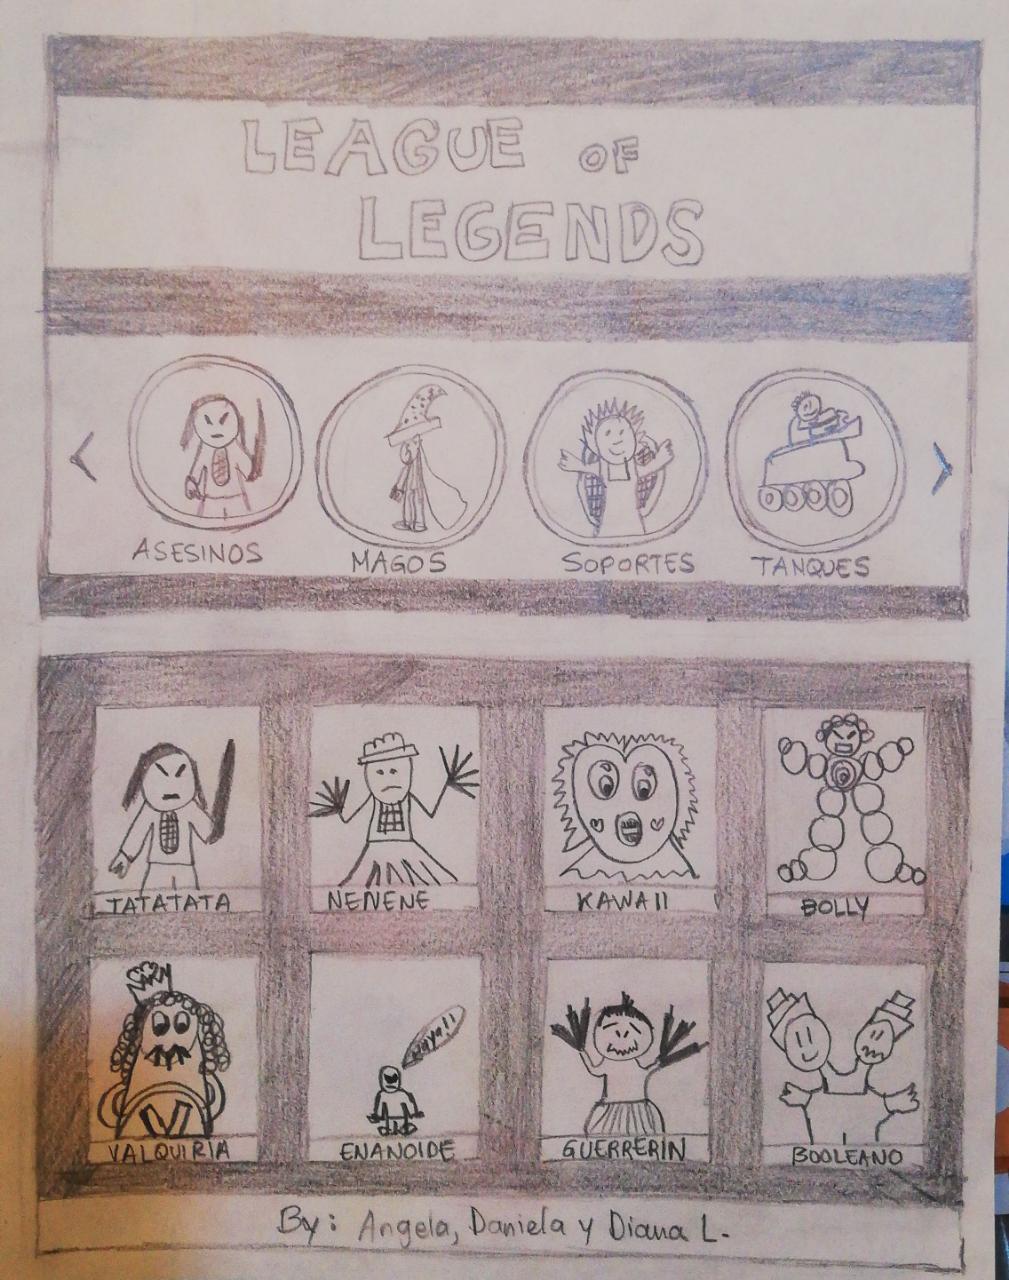 LEAGUE OF
LEGENDS
<
>
ASESINOS
MAGOS
SOPORTES
TANQUES
TATATATA
NENENE
KAWAII
BOLLY
VALQUIRIA
ENANOIDE
GUERRERIN
BOOLEANO
By: Angela, Daniela y Diana L.